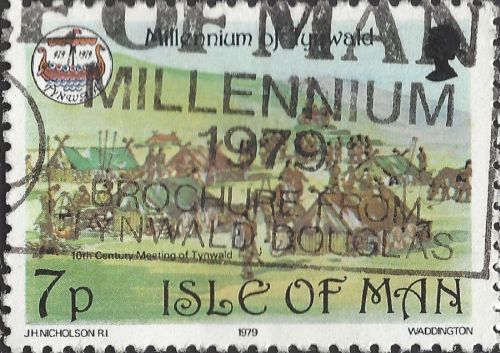 OF MAN
Millennium of Tynwald
979 1979
TYNWALD
MILLENNIUM
1979
BROCHURE FROM
TYNWALD, DOUGLAS
10th Century Meeting of Tynwald
7p ISLE OF MAN
J.H. NICHOLSON R.I. 1979 WADDINGTON